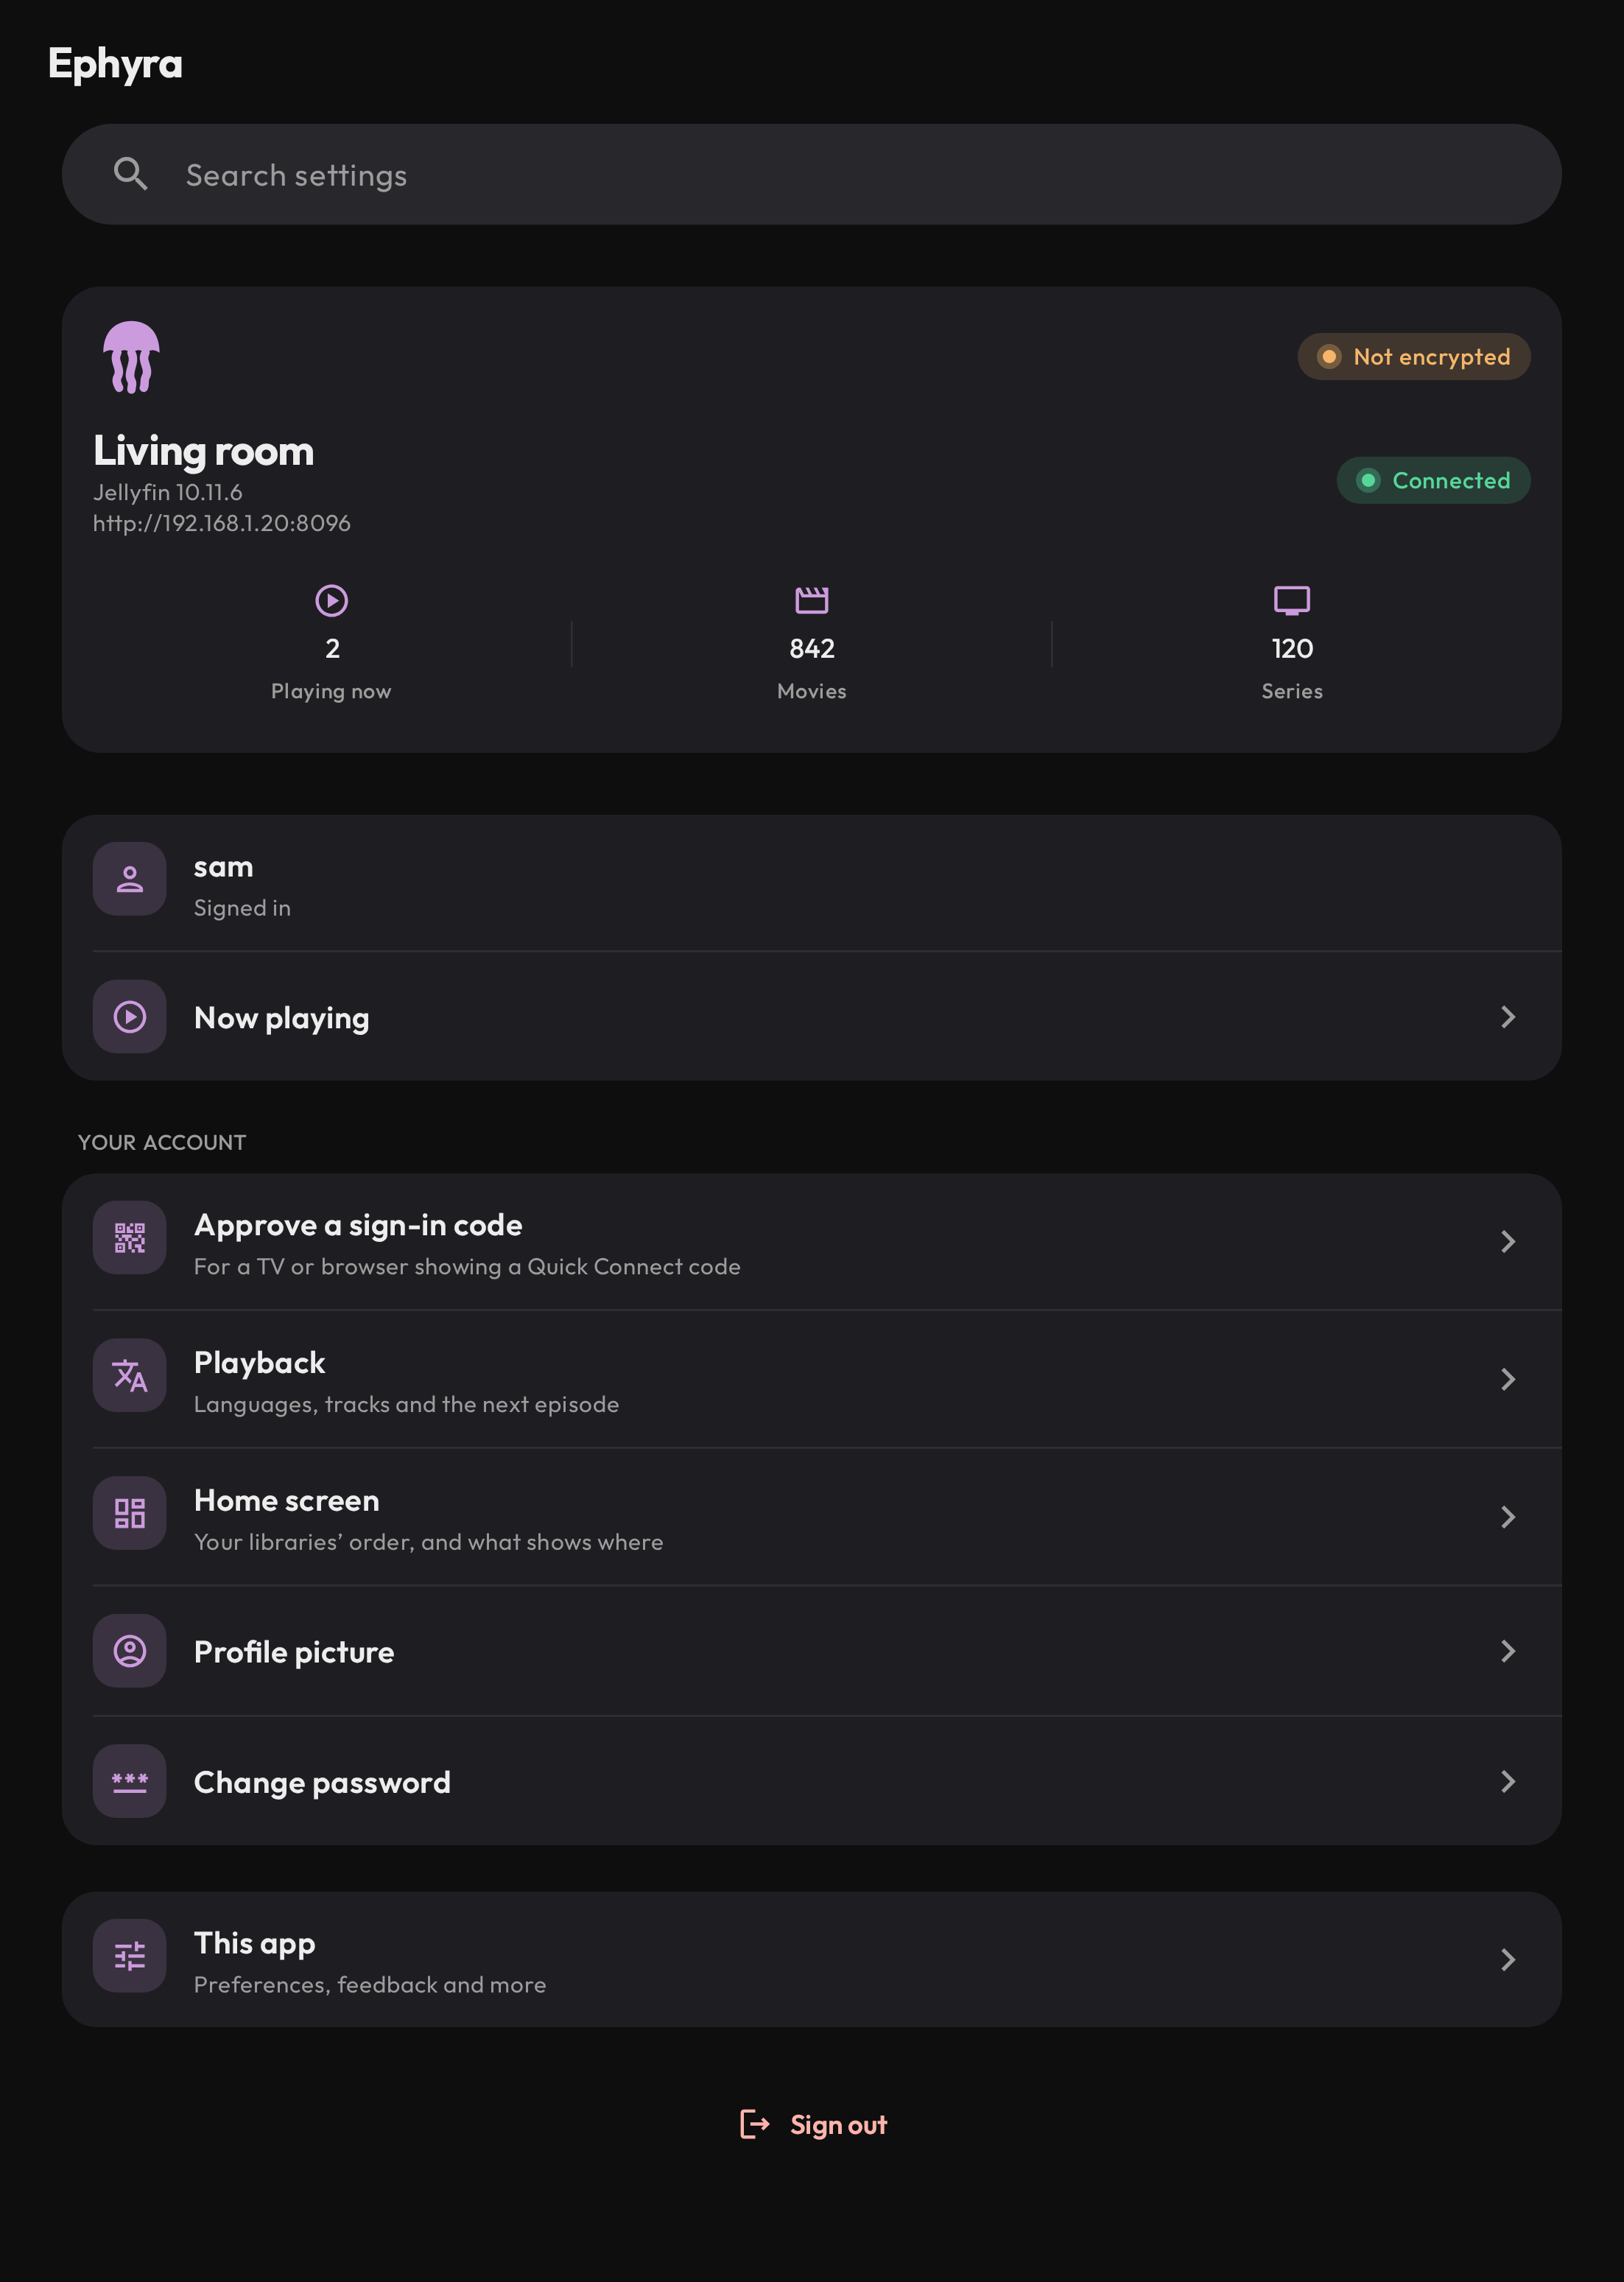 Ephyra
Search settings
Not encrypted
Living room
Jellyfin 10.11.6
http://192.168.1.20:8096
Connected
2
Playing now
842
Movies
120
Series
sam
Signed in
Now playing
YOUR ACCOUNT
Approve a sign-in code
For a TV or browser showing a Quick Connect code
Playback
Languages, tracks and the next episode
Home screen
Your libraries’ order, and what shows where
Profile picture
Change password
This app
Preferences, feedback and more
Sign out